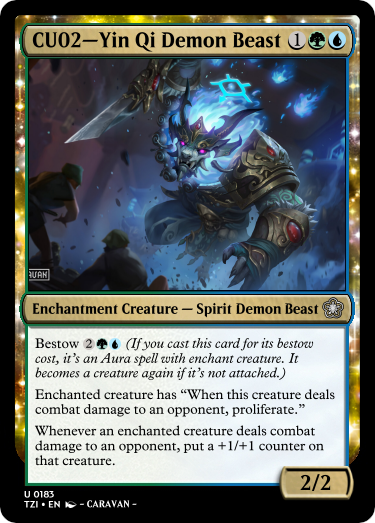 CU02—Yin Qi Demon Beast 1
RUAN
Enchantment Creature — Spirit Demon Beast
Bestow 2 (If you cast this card for its bestow
cost, it's an Aura spell with enchant creature. It
becomes a creature again if it's not attached.)
Enchanted creature has “When this creature deals
combat damage to an opponent, proliferate.”
Whenever an enchanted creature deals combat
damage to an opponent, put a +1/+1 counter on
that creature.
2/2
U 0183
TZI • EN - CARAVAN -